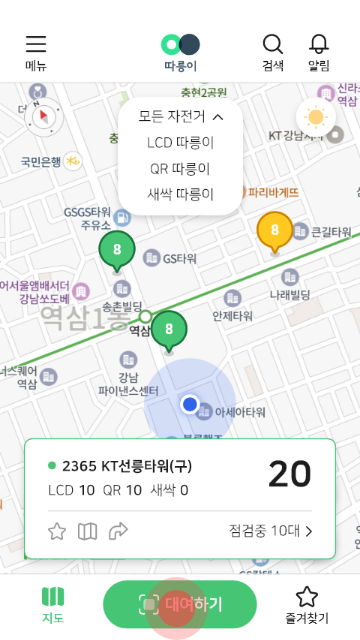 메뉴
따릉이
검색
알림
충현2공원
신라
역삼
모든 자전거
KT 강남
LCD 따릉이
국민은행
QR 따릉이
새싹 따릉이
파리바게뜨
GSGS타워
주유소
8
큰길타워
8
GS타워
어서울앰배서더
강남쏘도베
나래빌딩
송촌빌딩
안제타워
역삼1동
역삼
8
너스퀘어
역삼
강남
파이낸스센터
아세아타워
2365 KT선릉타워(구)
20
LCD 10 QR 10 새싹 0
점검중 10대
지도
대여하기
즐겨찾기